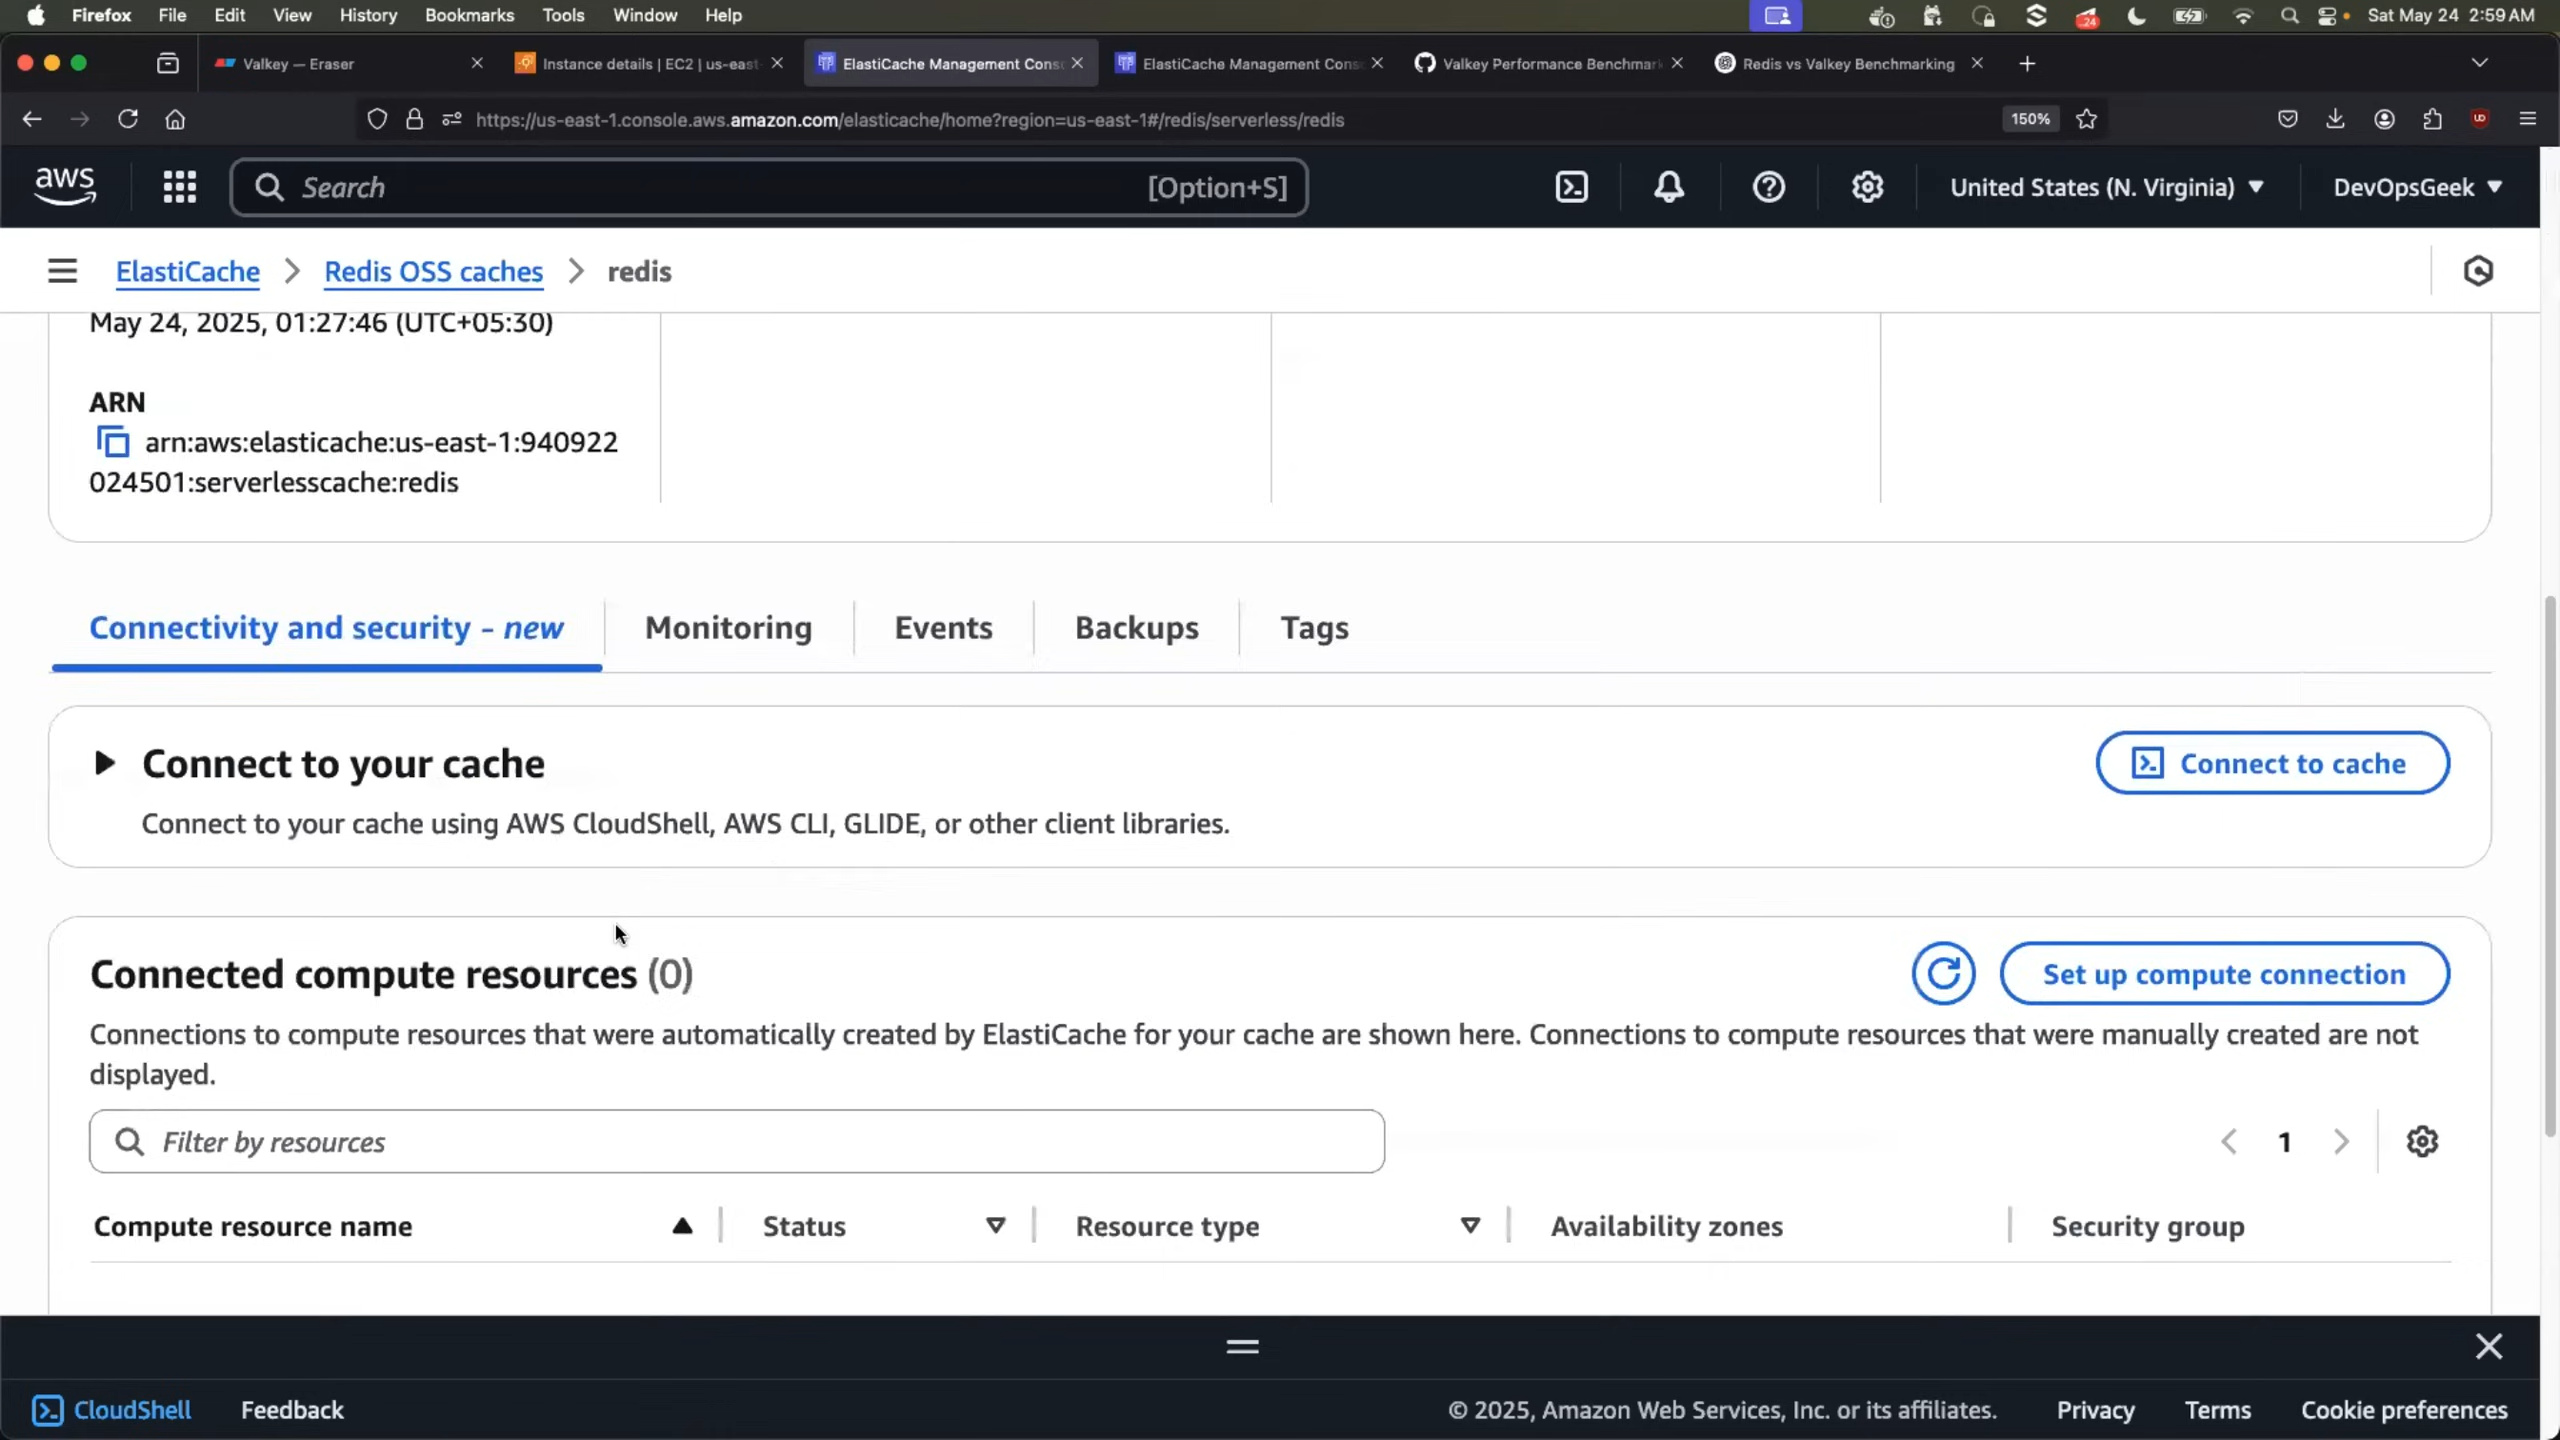 Firefox File Edit View History Bookmarks Tools Window Help 24 Sat May 24 2:59 AM
Valkey — Eraser Instance details | EC2 | us-east- ElastiCache Management Conso ElastiCache Management Cons Valkey Performance Benchmar Redis vs Valkey Benchmarking
https://us-east-1.console.aws.amazon.com/elasticache/home?region=us-east-1#/redis/serverless/redis 150%
aws Search [Option+S] United States (N. Virginia) DevOpsGeek
ElastiCache Redis OSS caches redis
May 24, 2025, 01:27:46 (UTC+05:30)
ARN
arn:aws:elasticache:us-east-1:940922
024501:serverlesscache:redis
Connectivity and security - new Monitoring Events Backups Tags
Connect to your cache Connect to cache
Connect to your cache using AWS CloudShell, AWS CLI, GLIDE, or other client libraries.
Connected compute resources (0) Set up compute connection
Connections to compute resources that were automatically created by ElastiCache for your cache are shown here. Connections to compute resources that were manually created are not
displayed.
Filter by resources 1
Compute resource name Status Resource type Availability zones Security group
CloudShell Feedback © 2025, Amazon Web Services, Inc. or its affiliates. Privacy Terms Cookie preferences